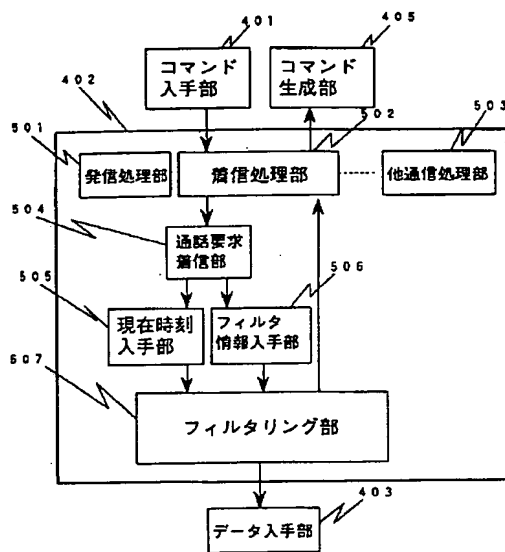 401
405
コマンド
入手部
コマンド
生成部
402
502
503
501
発信処理部
着信処理部
他通信処理部
504
通話要求
着信部
505
506
現在時刻
入手部
フィルタ
情報入手部
507
フィルタリング部
403
データ入手部